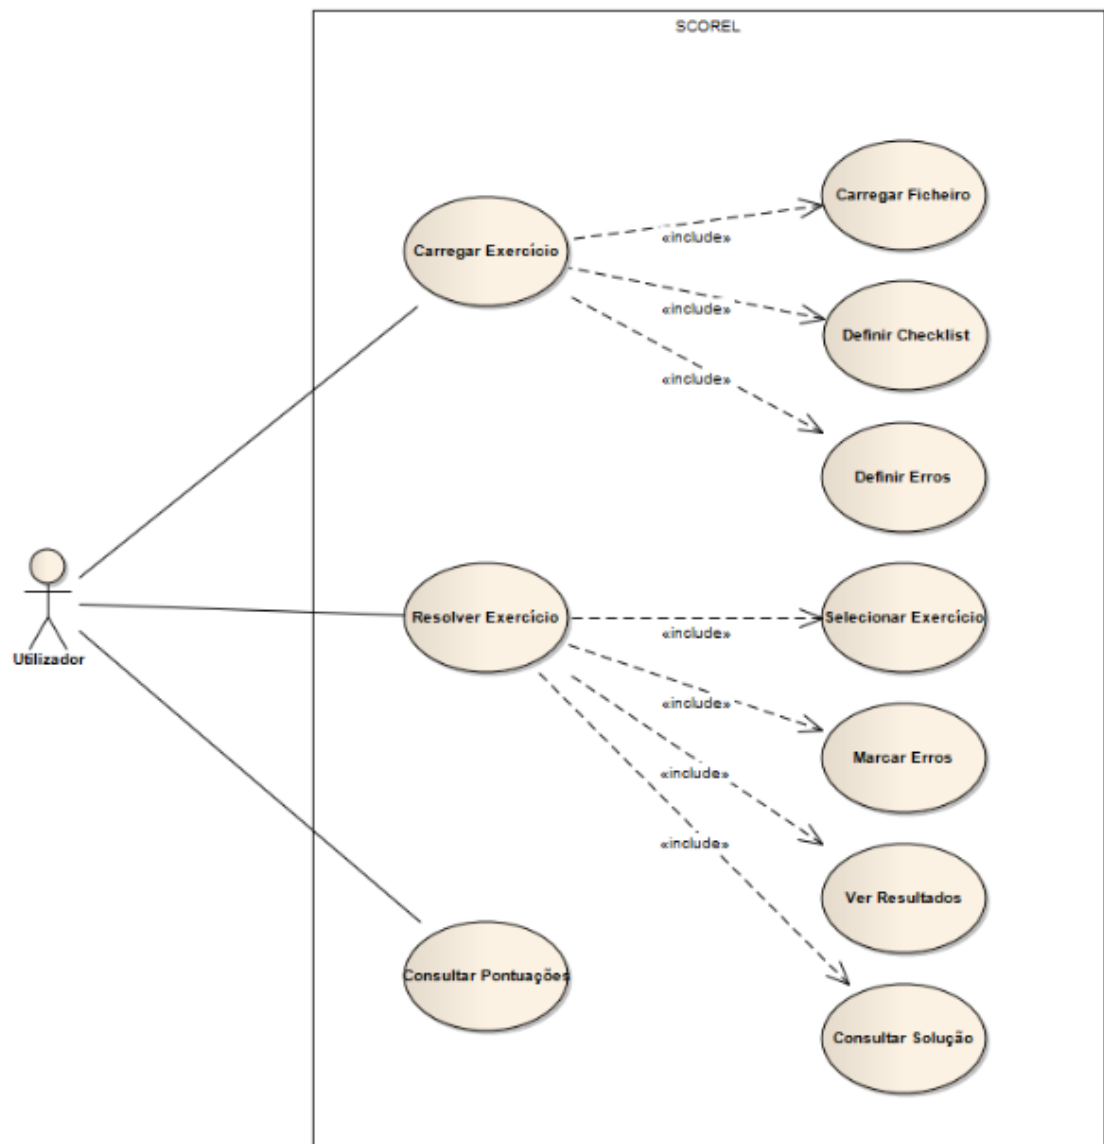 SCOREL
Carregar Ficheiro
Carregar Exercício
«include»
Definir Checklist
«include»
«include»
Definir Erros
Utilizador
Resolver Exercício
Selecionar Exercício
«include»
«include»
Marcar Erros
«include»
«include»
Ver Resultados
Consultar Pontuações
Consultar Solução